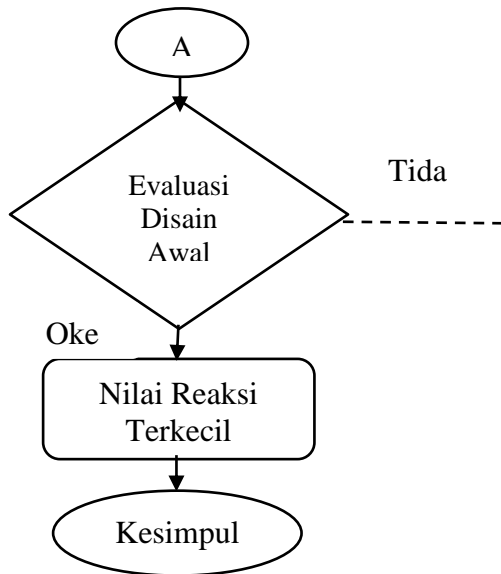 A
Evaluasi
Disain
Awal
Tida
Oke
Nilai Reaksi
Terkecil
Kesimpul